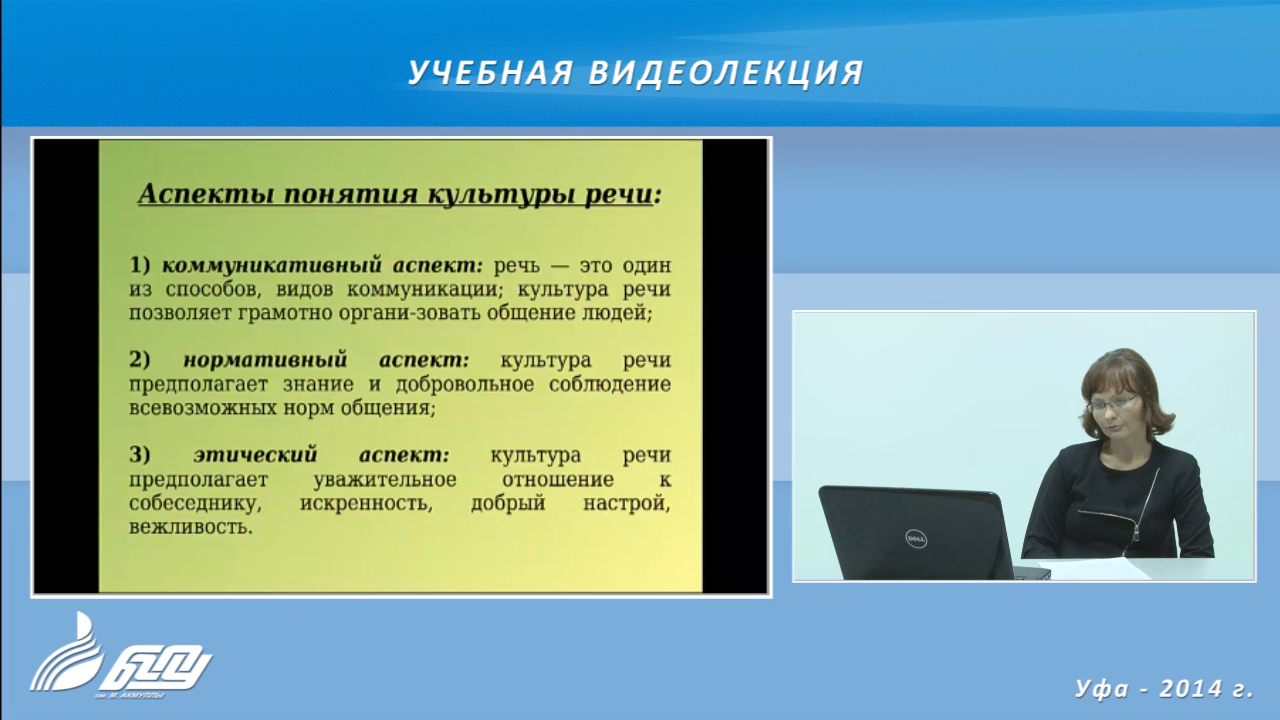 УЧЕБНАЯ ВИДЕОЛЕКЦИЯ
Аспекты понятия культуры речи:
1) коммуникативный аспект: речь — это один
из способов, видов коммуникации; культура речи
позволяет грамотно органи-зовать общение людей;
2) нормативный аспект: культура речи
предполагает знание и добровольное соблюдение
всевозможных норм общения;
3) этический аспект: культура речи
предполагает уважительное отношение к
собеседнику, искренность, добрый настрой,
вежливость.
DELL
БГПУ
им. М. АКМУЛЛЫ
Уфа - 2014 г.